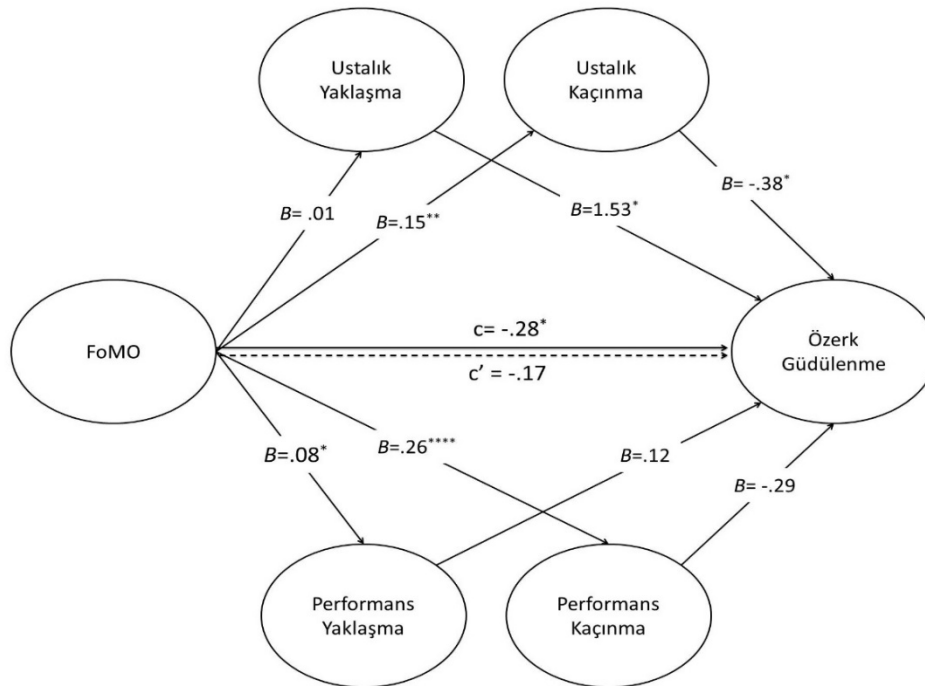 Ustalık
Yaklaşma
Ustalık
Kaçınma
B= .01
B=.15**
B=1.53*
B= -.38*
FoMO
c= -.28*
c’ = -.17
Özerk
Güdülenme
B=.08*
B=.26****
B=.12
B= -.29
Performans
Yaklaşma
Performans
Kaçınma